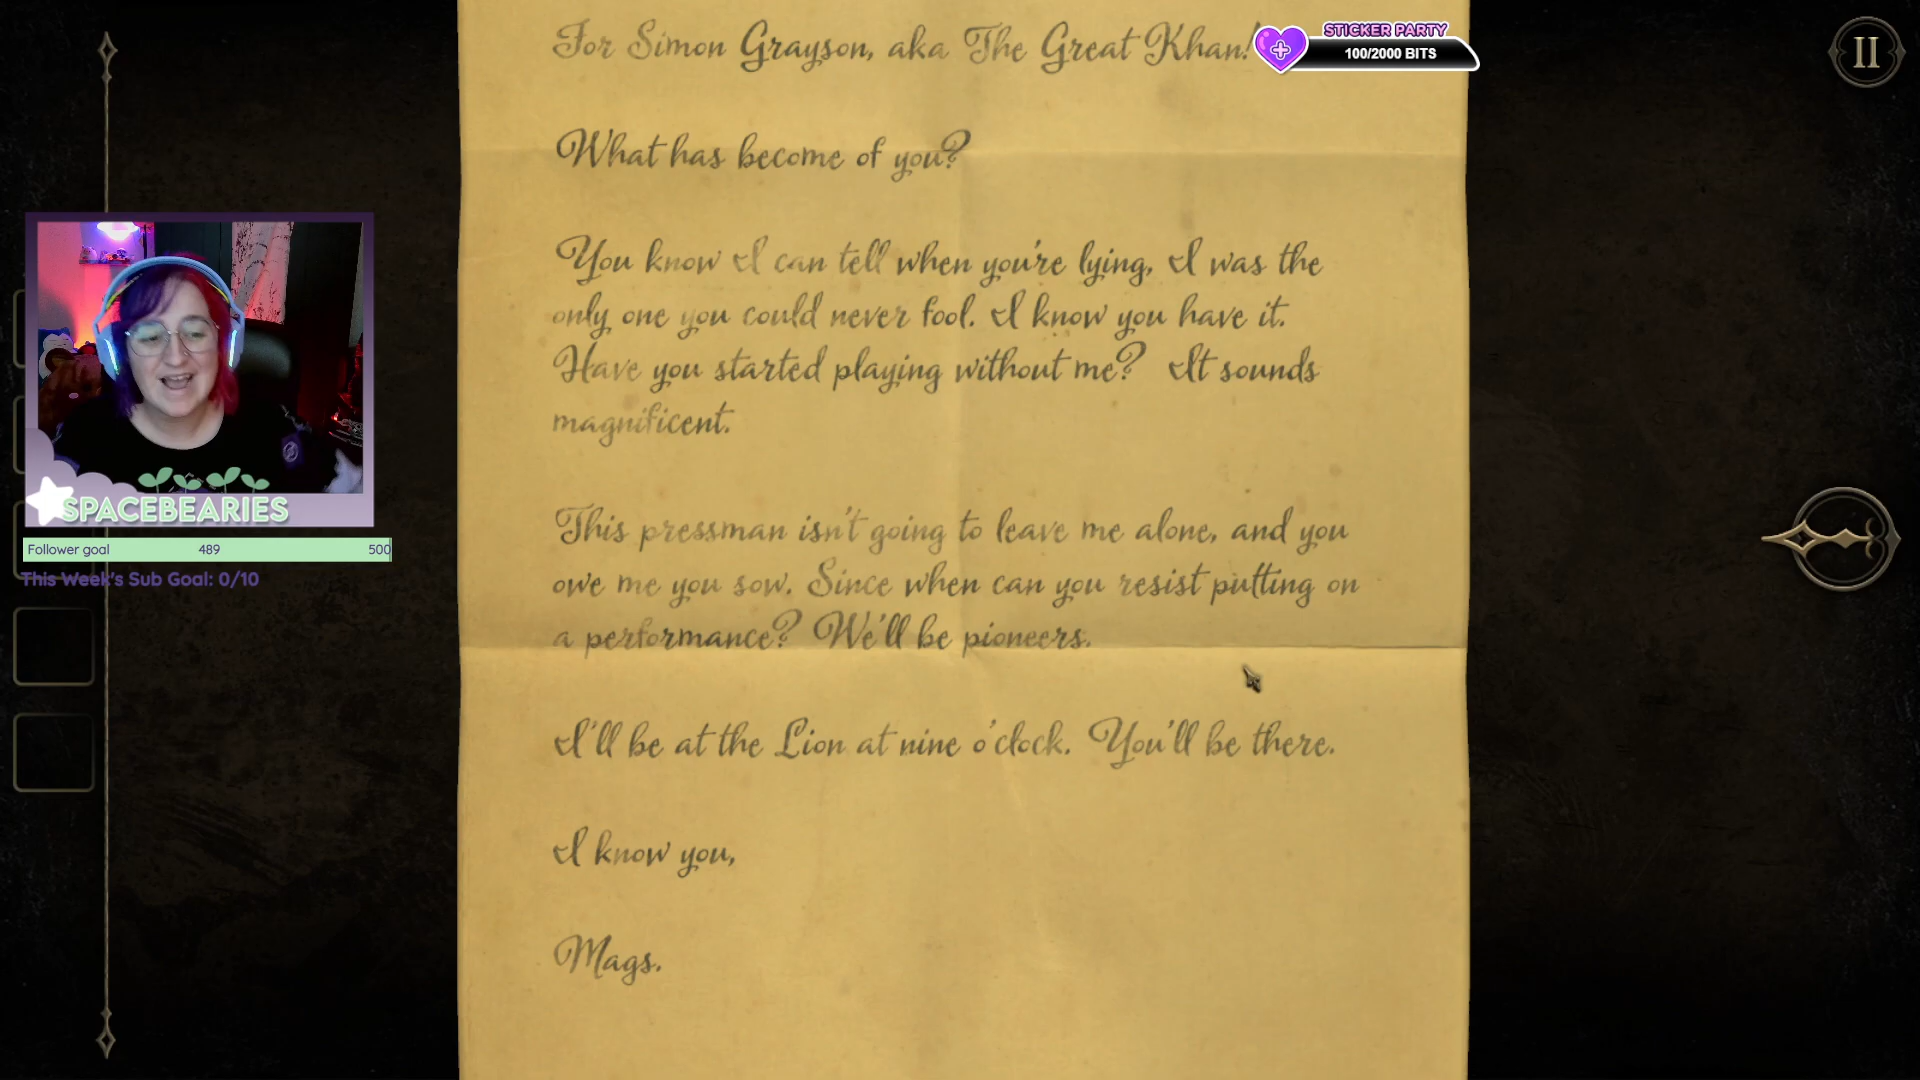 For Simon Grayson, aka The Great Khan!
STICKER PARTY
100/2000 BITS
What has become of you?
You know I can tell when you're lying, I was the
only one you could never fool. I know you have it.
Have you started playing without me? It sounds
magnificent.
This pressman isn't going to leave me alone, and you
owe me you sow. Since when can you resist putting on
a performance? We'll be pioneers.
I'll be at the Lion at nine o'clock. You'll be there.
I know you,
Mags.
SPACEBEARIES
Follower goal 489 500
This Week's Sub Goal: 0/10